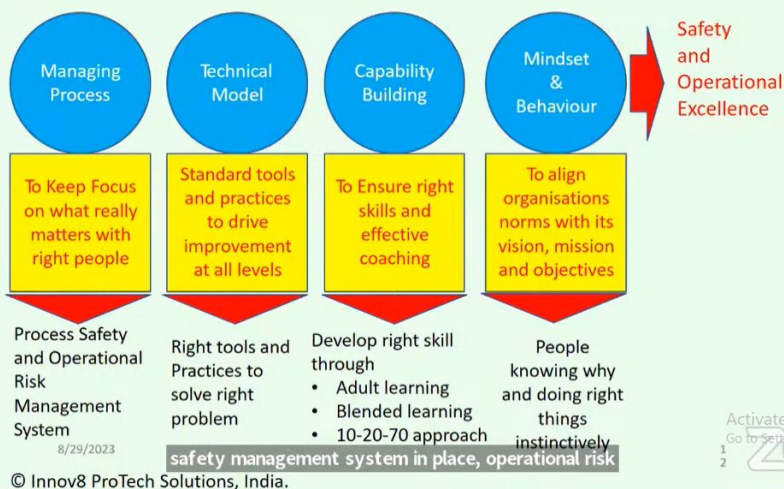 Managing
Process
Technical
Model
Capability
Building
Mindset
&
Behaviour
Safety
and
Operational
Excellence
To Keep Focus
on what really
matters with
right people
Standard tools
and practices
to drive
improvement
at all levels
To Ensure right
skills and
effective
coaching
To align
organisations
norms with its
vision, mission
and objectives
Process Safety
and Operational
Risk
Management
System
Right tools and
Practices to
solve right
problem
Develop right skill
through
• Adult learning
• Blended learning
• 10-20-70 approach
People
knowing why
and doing right
things
instinctively
8/29/2023
safety management system in place, operational risk
Activate
Go to Sett
1
2
© Innov8 ProTech Solutions, India.